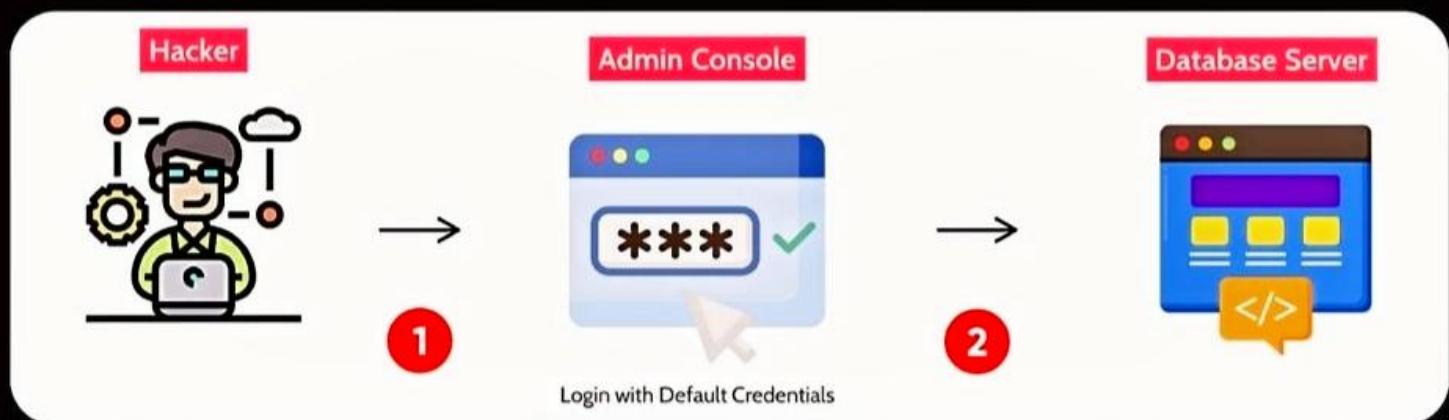 Hacker
Admin Console
Database Server
***
</>
1
2
Login with Default Credentials